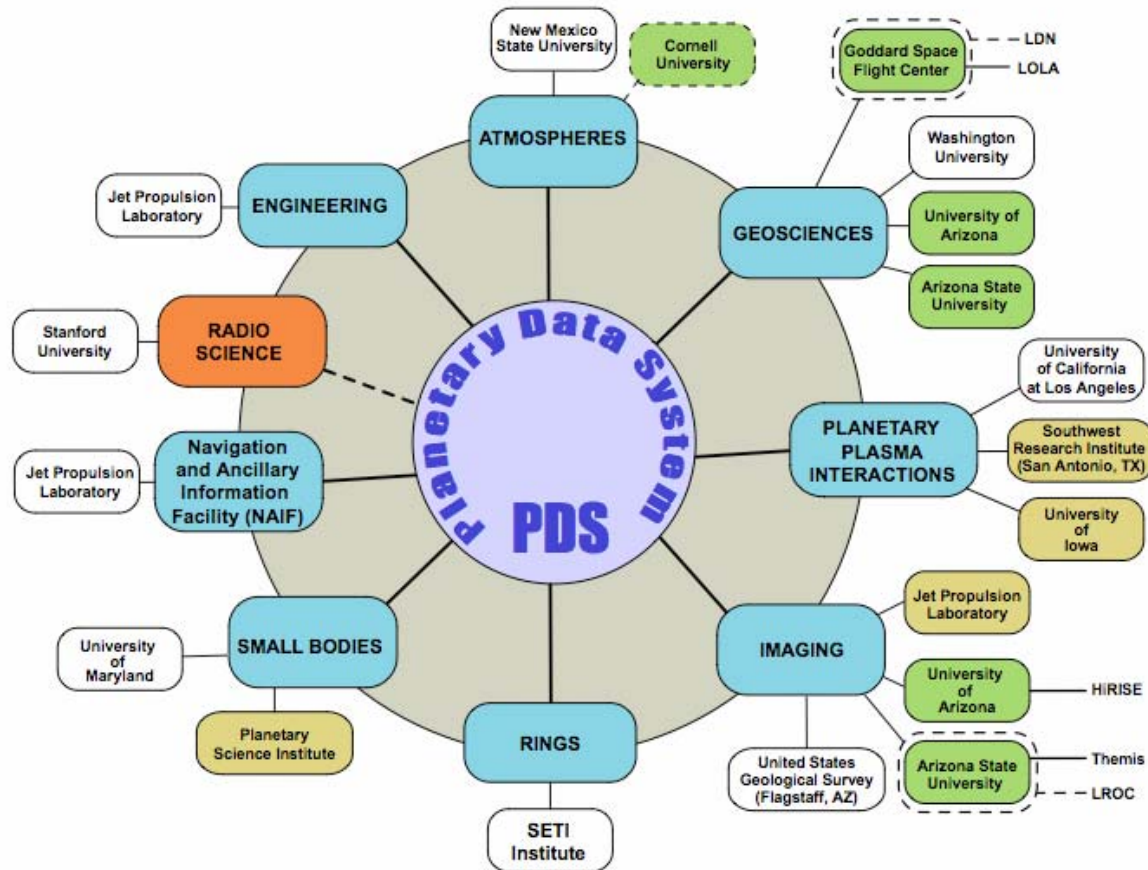 New Mexico
State University
Cornell
University
ATMOSPHERES
Goddard Space
Flight Center
LDN
LOLA
Washington
University
University of
Arizona
Arizona State
University
GEOSCIENCES
Jet Propulsion
Laboratory
ENGINEERING
Stanford
University
RADIO
SCIENCE
Planetary Data System
PDS
University
of California
at Los Angeles
Southwest
Research Institute
(San Antonio, TX)
University
of
Iowa
PLANETARY
PLASMA
INTERACTIONS
Jet Propulsion
Laboratory
Navigation
and Ancillary
Information
Facility (NAIF)
University
of
Maryland
SMALL BODIES
Planetary
Science Institute
RINGS
SETI
Institute
IMAGING
Jet Propulsion
Laboratory
University
of
Arizona
HiRISE
United States
Geological Survey
(Flagstaff, AZ)
Arizona State
University
Themis
LROC